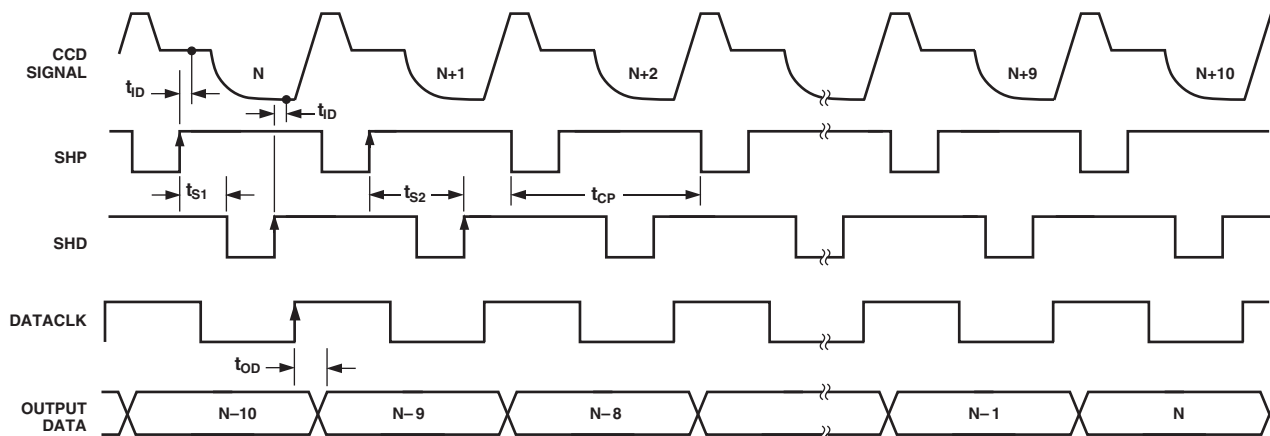 CCD
SIGNAL
N
N+1
N+2
N+9
N+10
tID
tID
SHP
tS1
tS2
tCP
SHD
DATACLK
tOD
OUTPUT
DATA
N–10
N–9
N–8
N–1
N